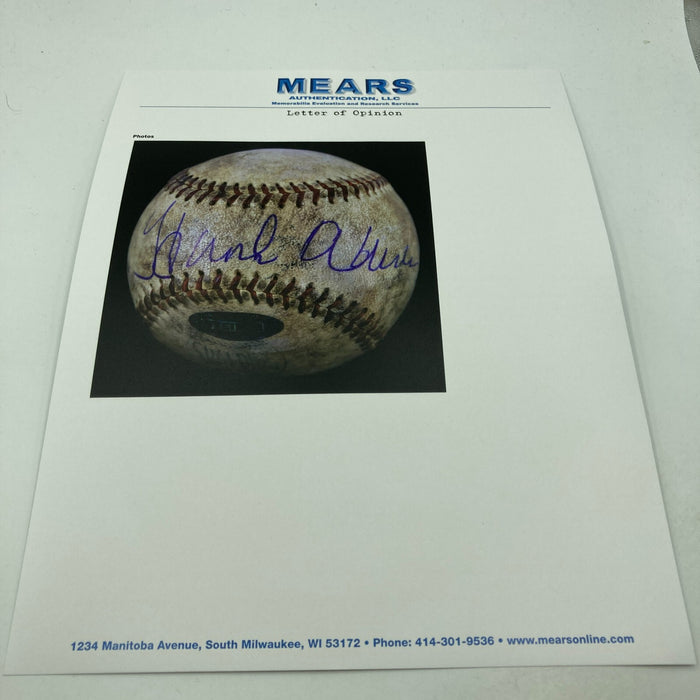 MEARS
AUTHENTICATION, LLC
Memorabilia Evaluation and Research Services
Letter of Opinion
Photos
Hank Aaron
1234 Manitoba Avenue, South Milwaukee, WI 53172 • Phone: 414-301-9536 • www.mearsonline.com